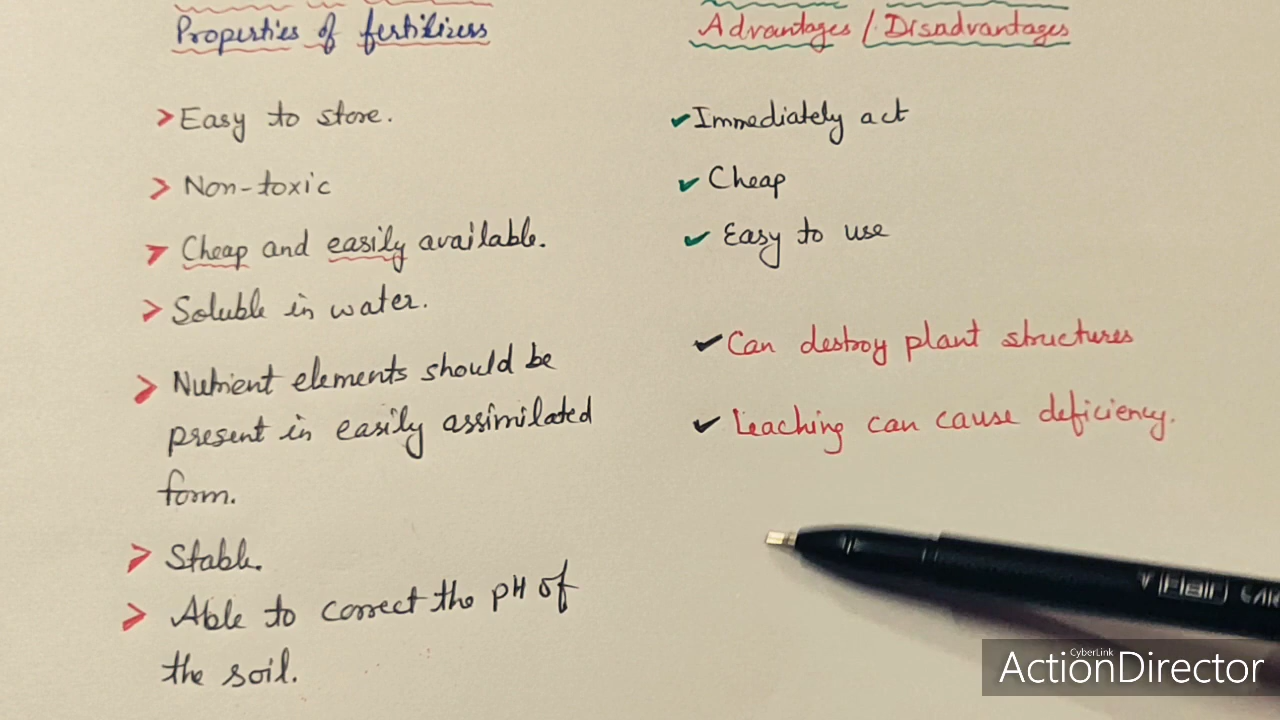 Properties of fertilizers
➤ Easy to store.
➤ Non-toxic
➤ Cheap and easily available.
➤ Soluble in water.
➤ Nutrient elements should be
present in easily assimilated
form.
➤ Stable.
➤ Able to correct the pH of
the soil.
Advantages / Disadvantages
✔ Immediately act
✔ Cheap
✔ Easy to use
✔ Can destroy plant structures
✔ Leaching can cause deficiency.
CyberLink
ActionDirector